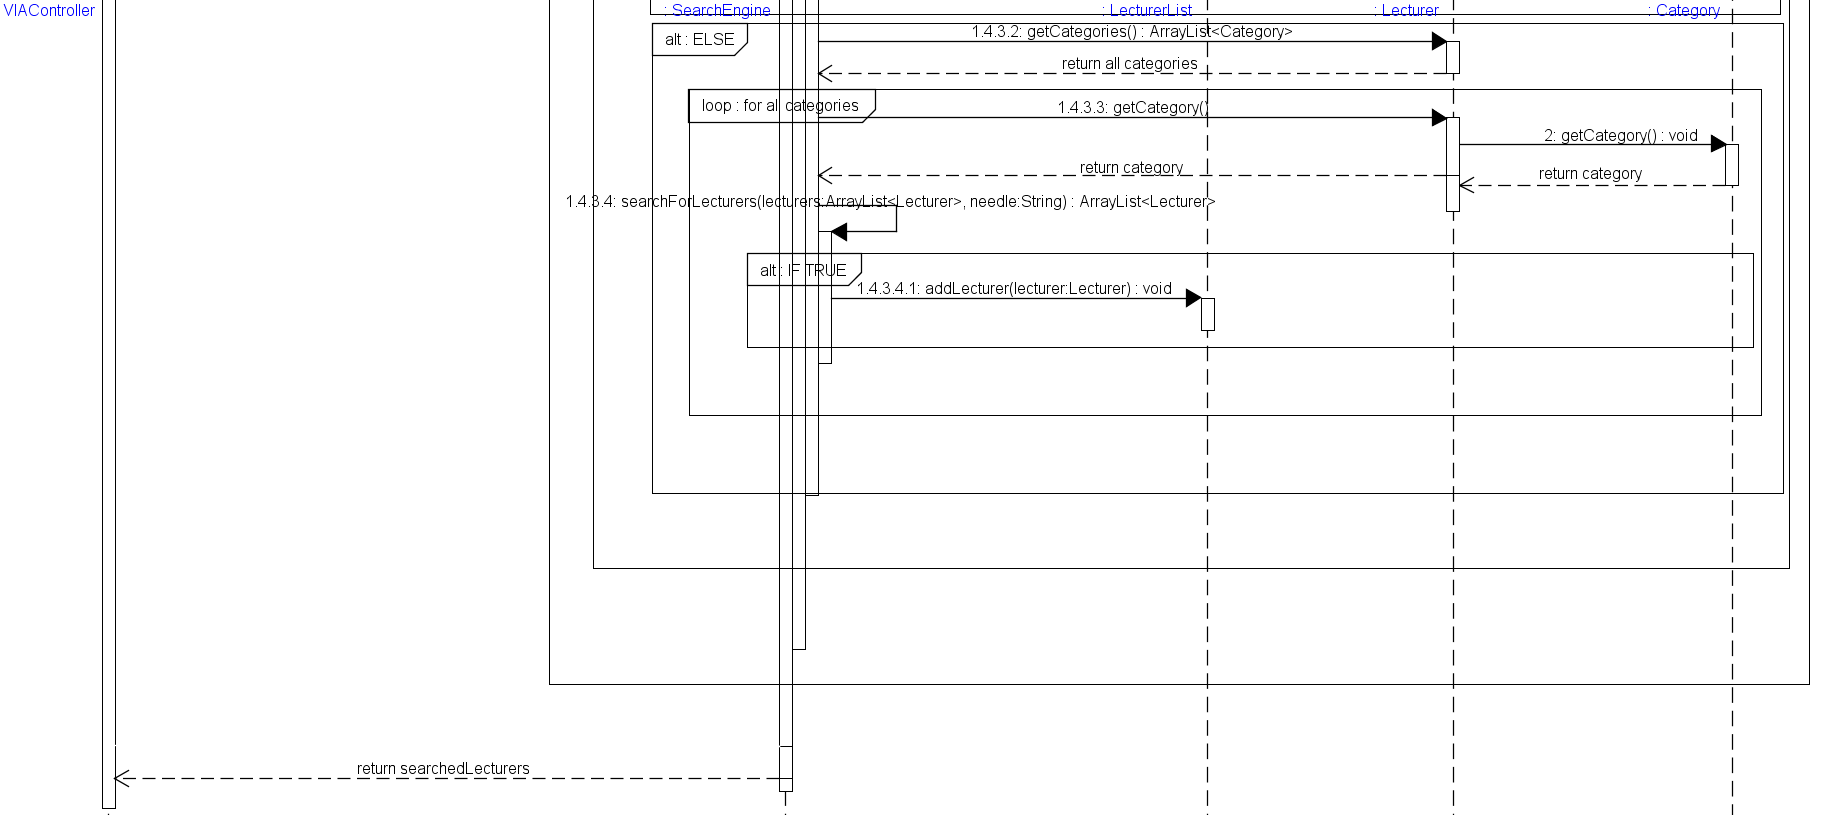 VIAController
: SearchEngine
: LecturerList
: Lecturer
: Category
alt : ELSE
1.4.3.2: getCategories() : ArrayList<Category>
return all categories
loop : for all categories
1.4.3.3: getCategory()
2: getCategory() : void
return category
return category
1.4.3.4: searchForLecturers(lecturers:ArrayList<Lecturer>, needle:String) : ArrayList<Lecturer>
alt : IF TRUE
1.4.3.4.1: addLecturer(lecturer:Lecturer) : void
return searchedLecturers